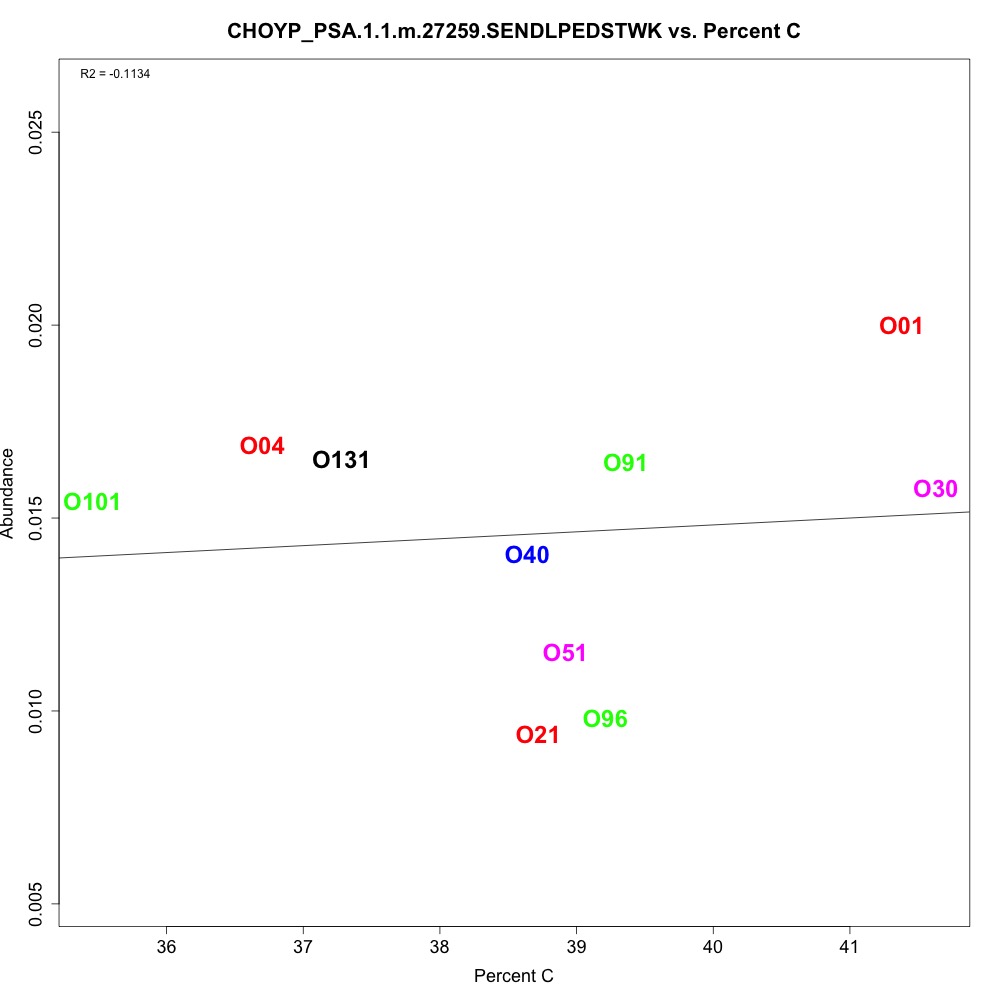 CHOYP_PSA.1.1.m.27259.SENDLPEDSTWK vs. Percent C
R2 = -0.1134
0.025
0.020
0.015
0.010
0.005
Abundance
O01
O04
O131
O91
O30
O101
O40
O51
O96
O21
36 37 38 39 40 41
Percent C